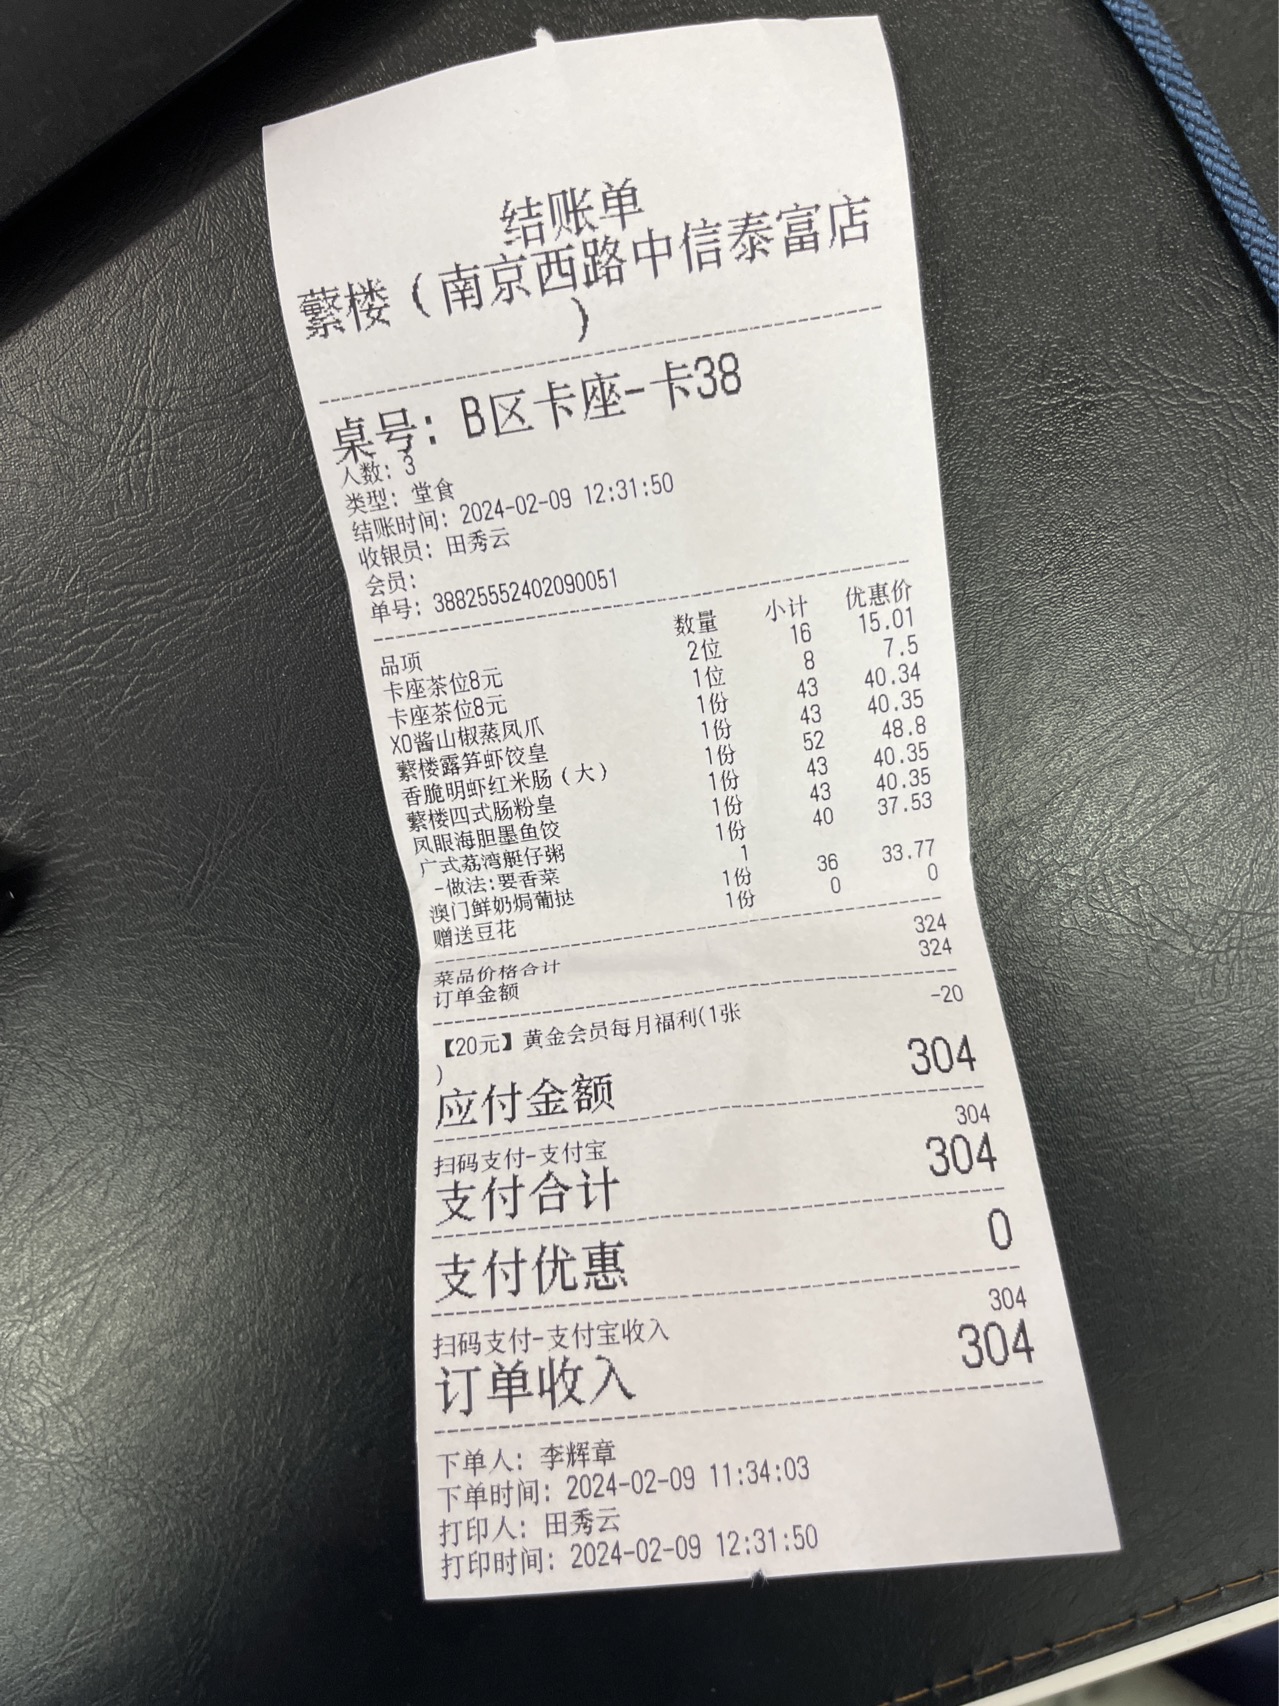 结账单
蘩楼（南京西路中信泰富店
）
桌号：B区卡座-卡38
人数：3
类型：堂食
结账时间：2024-02-09 12:31:50
收银员：田秀云
会员：
单号：38825552402090051
品项 数量 小计 优惠价
卡座茶位8元 2位 16 15.01
卡座茶位8元 1位 8 7.5
XO酱山椒蒸凤爪 1份 43 40.34
蘩楼露笋虾饺皇 1份 43 40.35
香脆明虾红米肠（大） 1份 52 48.8
蘩楼四式肠粉皇 1份 43 40.35
凤眼海胆墨鱼饺 1份 43 40.35
广式荔湾艇仔粥 1份 40 37.53
-做法:要香菜 1
澳门鲜奶焗葡挞 1份 36 33.77
赠送豆花 1份 0 0
菜品价格合计 324
订单金额 324
【20元】黄金会员每月福利(1张 -20
)
应付金额 304
扫码支付-支付宝 304
支付合计 304
支付优惠 0
扫码支付-支付宝收入 304
订单收入 304
下单人：李辉章
下单时间：2024-02-09 11:34:03
打印人：田秀云
打印时间：2024-02-09 12:31:50